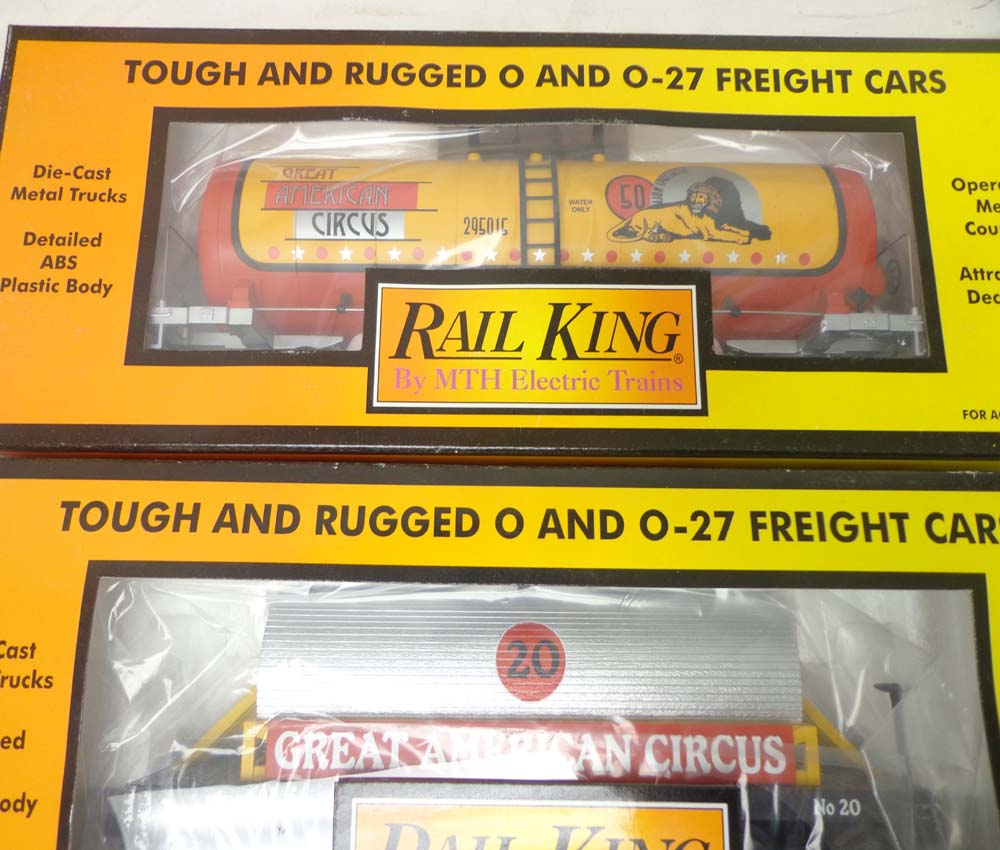 TOUGH AND RUGGED O AND O-27 FREIGHT CARS
Die-Cast
Metal Trucks
Detailed
ABS
Plastic Body
GREAT
AMERICAN
CIRCUS
295015
WATER
ONLY
50
RAIL KING®
By MTH Electric Trains
TOUGH AND RUGGED O AND O-27 FREIGHT CAR
Cast
Trucks
ed
ody
20
GREAT AMERICAN CIRCUS
No 20
RAIL KING